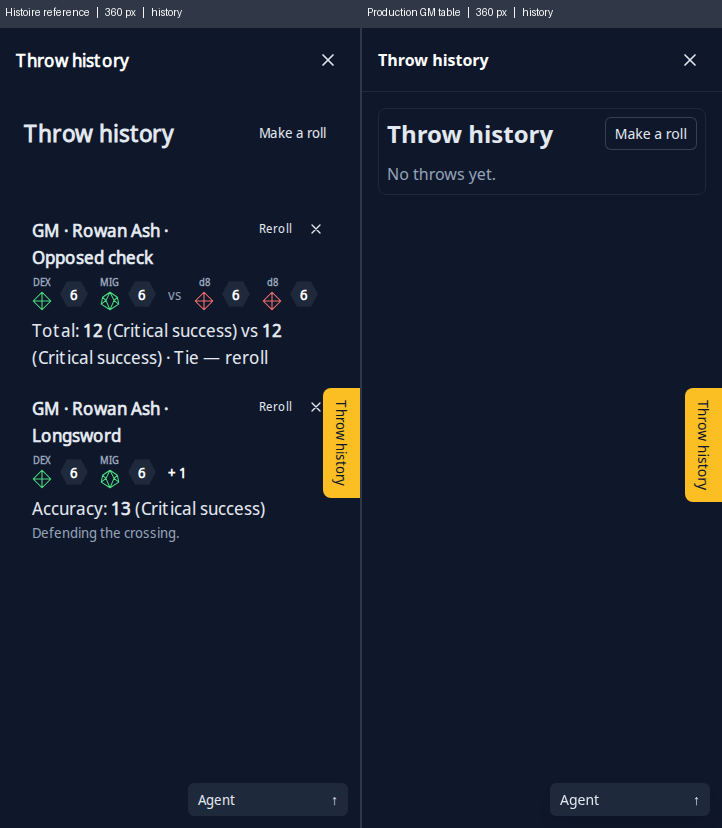 Histoire reference | 360 px | history
Throw history
Throw history
Make a roll
GM · Rowan Ash ·
Opposed check
Reroll
DEX 6 MIG 6 vs d8 6 d8 6
Total: 12 (Critical success) vs 12
(Critical success) · Tie — reroll
GM · Rowan Ash ·
Longsword
Reroll
DEX 6 MIG 6 + 1
Accuracy: 13 (Critical success)
Defending the crossing.
Throw history
Agent ↑
Production GM table | 360 px | history
Throw history
Throw history
Make a roll
No throws yet.
Throw history
Agent ↑